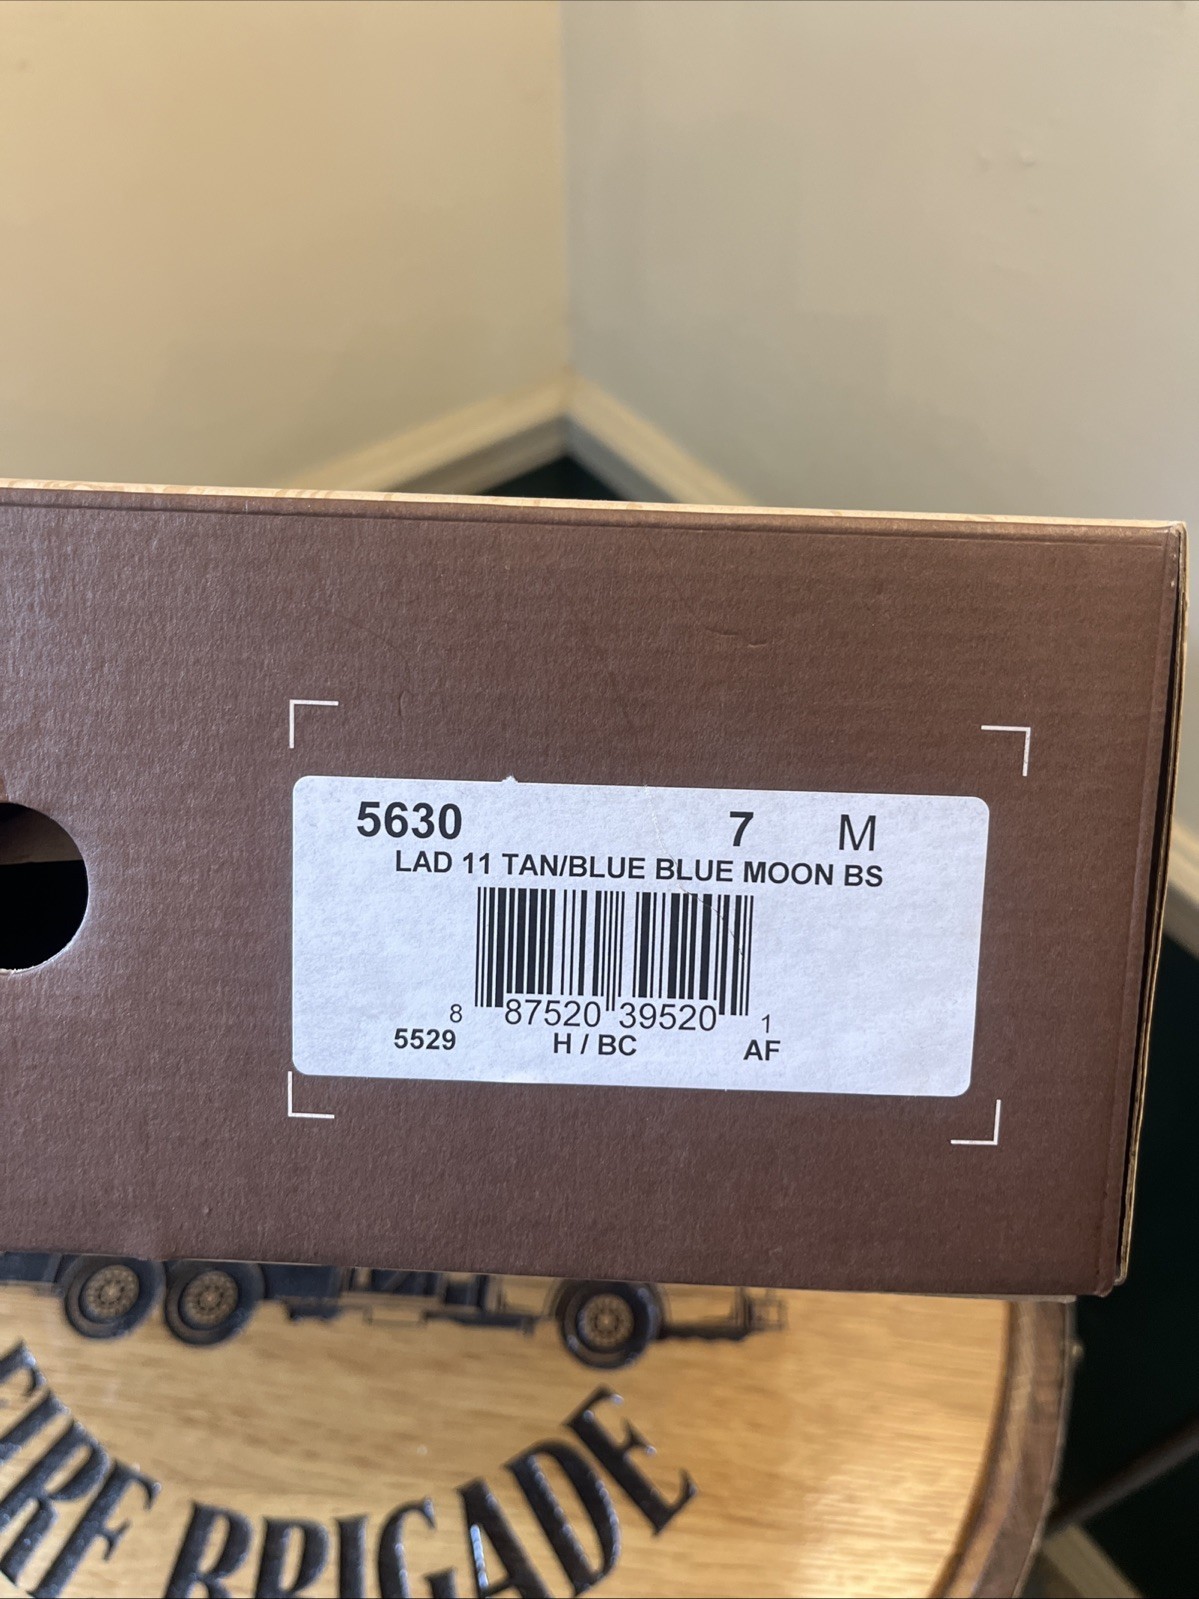 5630 7 M
LAD 11 TAN/BLUE BLUE MOON BS
8 87520 39520 1
5529 H / BC AF
FIRE BRIGADE